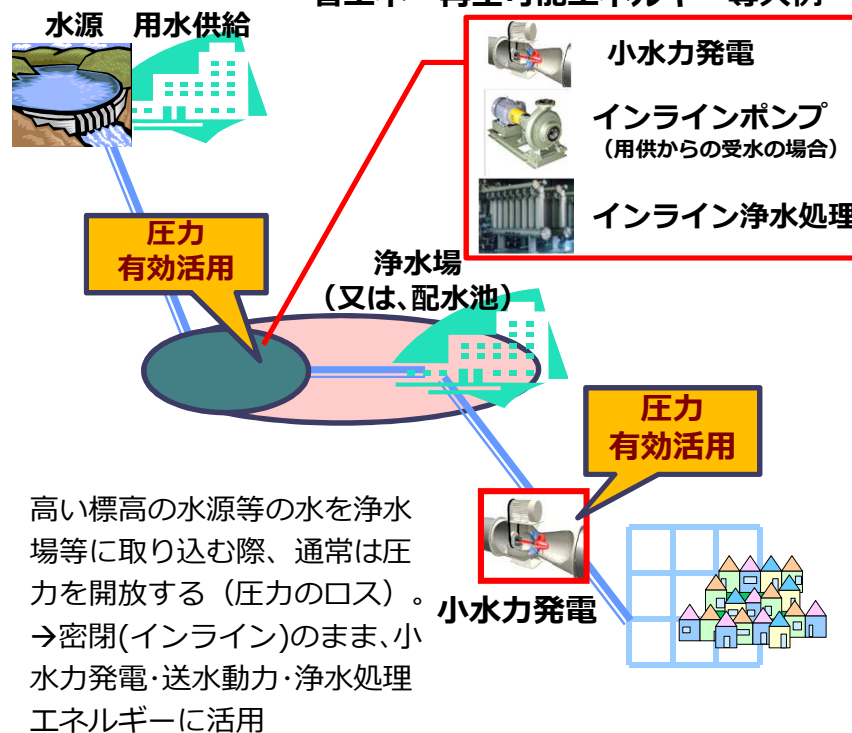 水源 用水供給
小水力発電
インラインポンプ
（用供からの受水の場合）
インライン浄水処理
圧力
有効活用
浄水場
（又は、配水池）
圧力
有効活用
小水力発電
高い標高の水源等の水を浄水
場等に取り込む際、通常は圧
力を開放する（圧力のロス）。
→密閉(インライン)のまま、小
水力発電・送水動力・浄水処理
エネルギーに活用